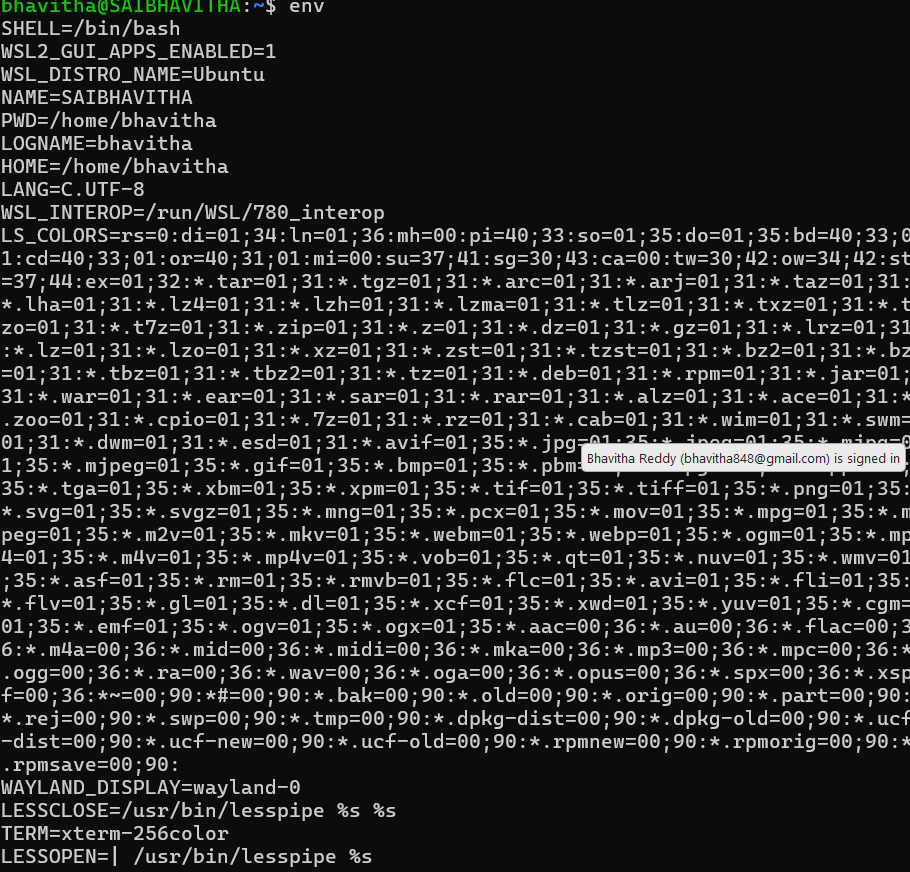 bhavitha@SAIBHAVITHA:~$ env
SHELL=/bin/bash
WSL2_GUI_APPS_ENABLED=1
WSL_DISTRO_NAME=Ubuntu
NAME=SAIBHAVITHA
PWD=/home/bhavitha
LOGNAME=bhavitha
HOME=/home/bhavitha
LANG=C.UTF-8
WSL_INTEROP=/run/WSL/780_interop
LS_COLORS=rs=0:di=01;34:ln=01;36:mh=00:pi=40;33:so=01;35:do=01;35:bd=40;33;0
1:cd=40;33;01:or=40;31;01:mi=00:su=37;41:sg=30;43:ca=00:tw=30;42:ow=34;42:st
=37;44:ex=01;32:*.tar=01;31:*.tgz=01;31:*.arc=01;31:*.arj=01;31:*.taz=01;31:
*.lha=01;31:*.lz4=01;31:*.lzh=01;31:*.lzma=01;31:*.tlz=01;31:*.txz=01;31:*.t
zo=01;31:*.t7z=01;31:*.zip=01;31:*.z=01;31:*.dz=01;31:*.gz=01;31:*.lrz=01;31
:*.lz=01;31:*.lzo=01;31:*.xz=01;31:*.zst=01;31:*.tzst=01;31:*.bz2=01;31:*.bz
=01;31:*.tbz=01;31:*.tbz2=01;31:*.tz=01;31:*.deb=01;31:*.rpm=01;31:*.jar=01;
31:*.war=01;31:*.ear=01;31:*.sar=01;31:*.rar=01;31:*.alz=01;31:*.ace=01;31:*
.zoo=01;31:*.cpio=01;31:*.7z=01;31:*.rz=01;31:*.cab=01;31:*.wim=01;31:*.swm=
01;31:*.dwm=01;31:*.esd=01;31:*.avif=01;35:*.jpg=01;35:*.jpeg=01;35:*.mjpg=0
1;35:*.mjpeg=01;35:*.gif=01;35:*.bmp=01;35:*.pbm
Bhavitha Reddy (bhavitha848@gmail.com) is signed in
35:*.tga=01;35:*.xbm=01;35:*.xpm=01;35:*.tif=01;35:*.tiff=01;35:*.png=01;35:
*.svg=01;35:*.svgz=01;35:*.mng=01;35:*.pcx=01;35:*.mov=01;35:*.mpg=01;35:*.m
peg=01;35:*.m2v=01;35:*.mkv=01;35:*.webm=01;35:*.webp=01;35:*.ogm=01;35:*.mp
4=01;35:*.m4v=01;35:*.mp4v=01;35:*.vob=01;35:*.qt=01;35:*.nuv=01;35:*.wmv=01
;35:*.asf=01;35:*.rm=01;35:*.rmvb=01;35:*.flc=01;35:*.avi=01;35:*.fli=01;35:
*.flv=01;35:*.gl=01;35:*.dl=01;35:*.xcf=01;35:*.xwd=01;35:*.yuv=01;35:*.cgm=
01;35:*.emf=01;35:*.ogv=01;35:*.ogx=01;35:*.aac=00;36:*.au=00;36:*.flac=00;3
6:*.m4a=00;36:*.mid=00;36:*.midi=00;36:*.mka=00;36:*.mp3=00;36:*.mpc=00;36:*
.ogg=00;36:*.ra=00;36:*.wav=00;36:*.oga=00;36:*.opus=00;36:*.spx=00;36:*.xsp
f=00;36:*~=00;90:*#=00;90:*.bak=00;90:*.old=00;90:*.orig=00;90:*.part=00;90:
*.rej=00;90:*.swp=00;90:*.tmp=00;90:*.dpkg-dist=00;90:*.dpkg-old=00;90:*.ucf
-dist=00;90:*.ucf-new=00;90:*.ucf-old=00;90:*.rpmnew=00;90:*.rpmorig=00;90:*
.rpmsave=00;90:
WAYLAND_DISPLAY=wayland-0
LESSCLOSE=/usr/bin/lesspipe %s %s
TERM=xterm-256color
LESSOPEN=| /usr/bin/lesspipe %s